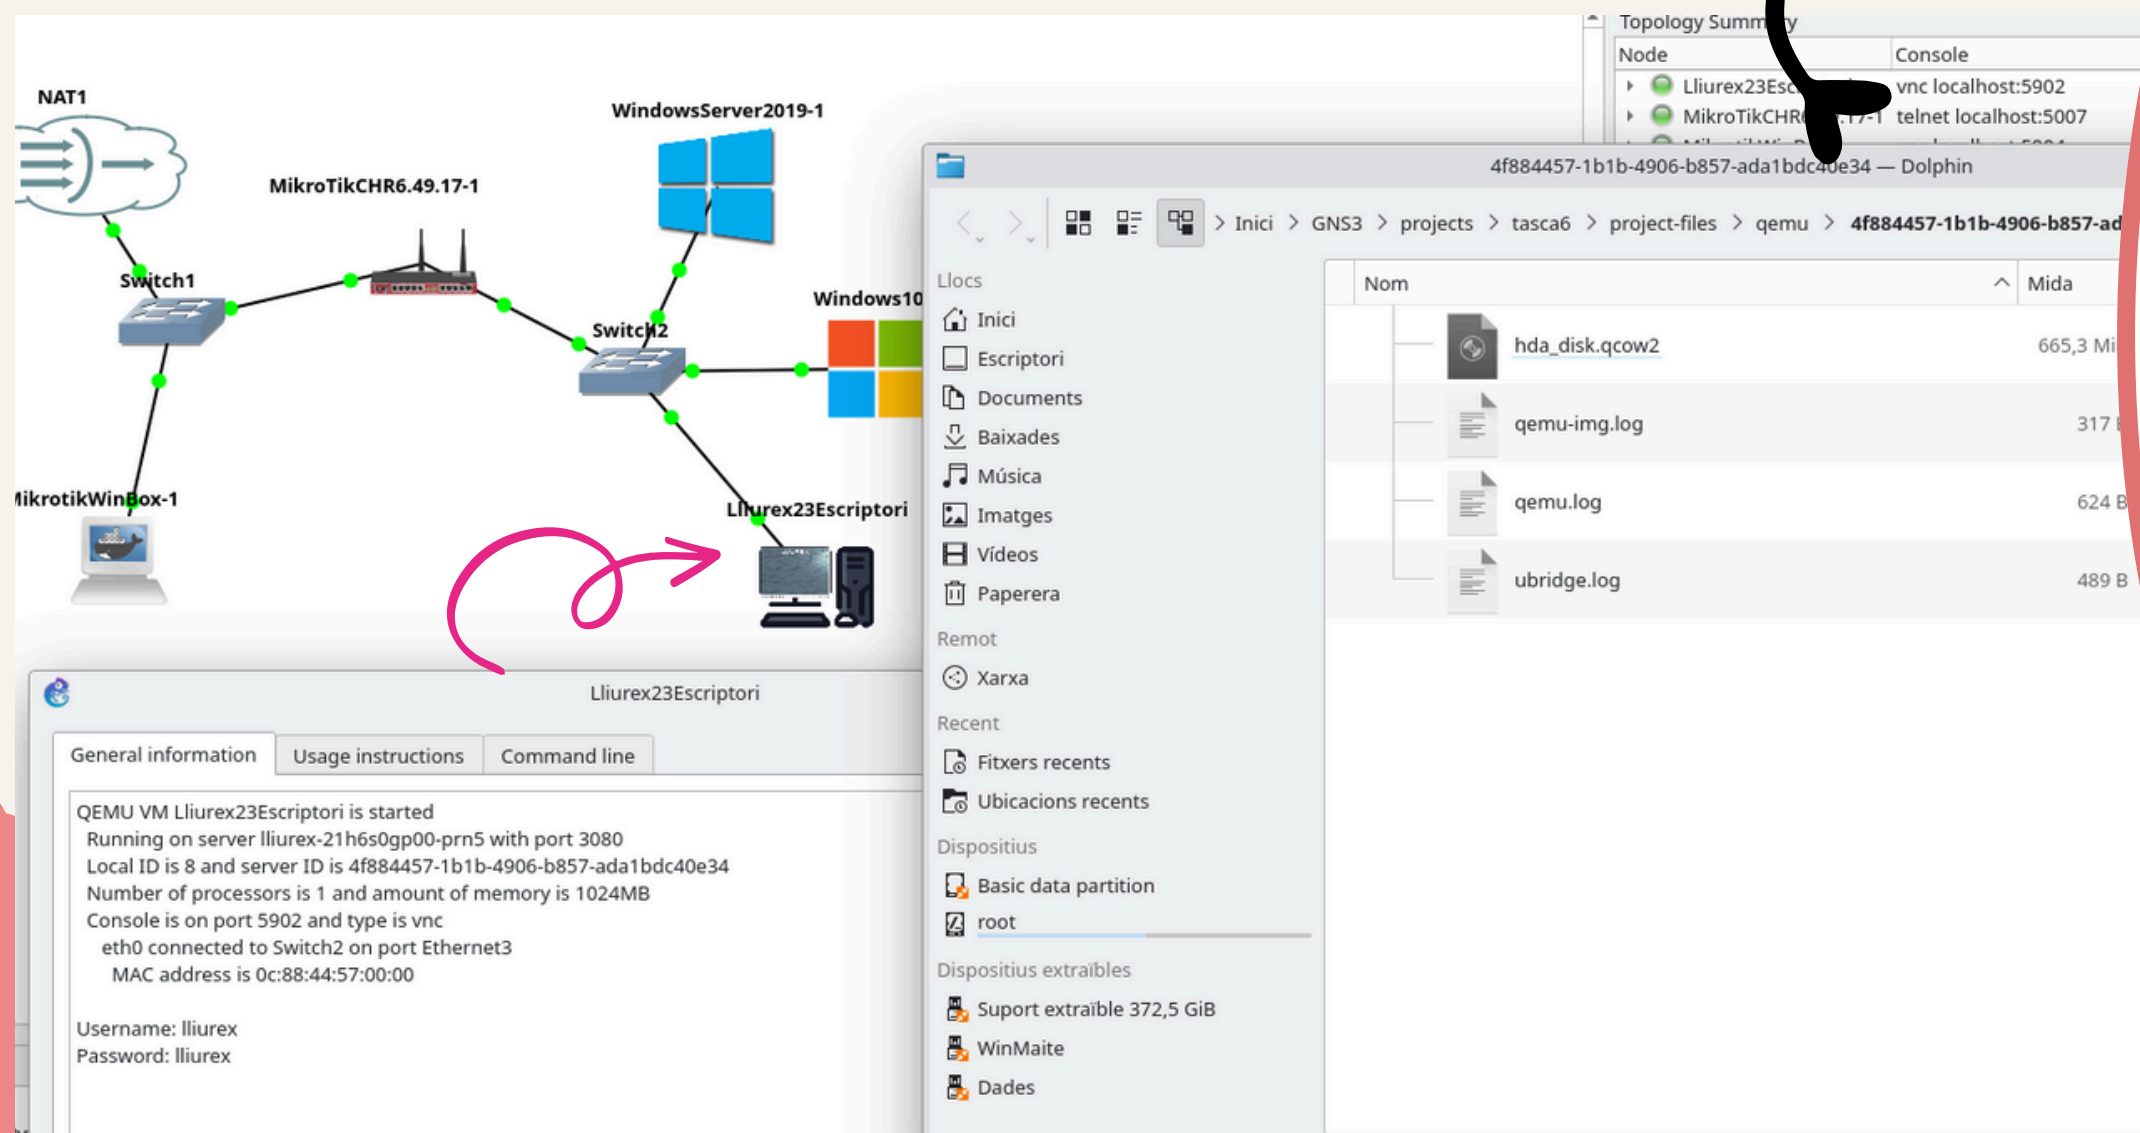 NAT1
MikroTikCHR6.49.17-1
WindowsServer2019-1
Switch1
Switch2
Windows10
MikrotikWinBox-1
Lliurex23Escriptori
Topology Summary
Node Console
vnc localhost:5902
telnet localhost:5007
4f884457-1b1b-4906-b857-ada1bdc40e34 — Dolphin
Inici GNS3 projects tasca6 project-files qemu 4f884457-1b1b-4906-b857-ad
Llocs
Inici
Escriptori
Documents
Baixades
Música
Imatges
Vídeos
Paperera
Remot
Xarxa
Recent
Fitxers recents
Ubicacions recents
Dispositius
Basic data partition
root
Dispositius extraïbles
Suport extraïble 372,5 GiB
WinMaite
Dades
Nom Mida
hda_disk.qcow2 665,3
qemu-img.log 317
qemu.log 624 B
ubridge.log 489 B
Lliurex23Escriptori
General information Usage instructions Command line
QEMU VM Lliurex23Escriptori is started
Running on server lliurex-21h6s0gp00-prn5 with port 3080
Local ID is 8 and server ID is 4f884457-1b1b-4906-b857-ada1bdc40e34
Number of processors is 1 and amount of memory is 1024MB
Console is on port 5902 and type is vnc
eth0 connected to Switch2 on port Ethernet3
MAC address is 0c:88:44:57:00:00
Username: lliurex
Password: lliurex